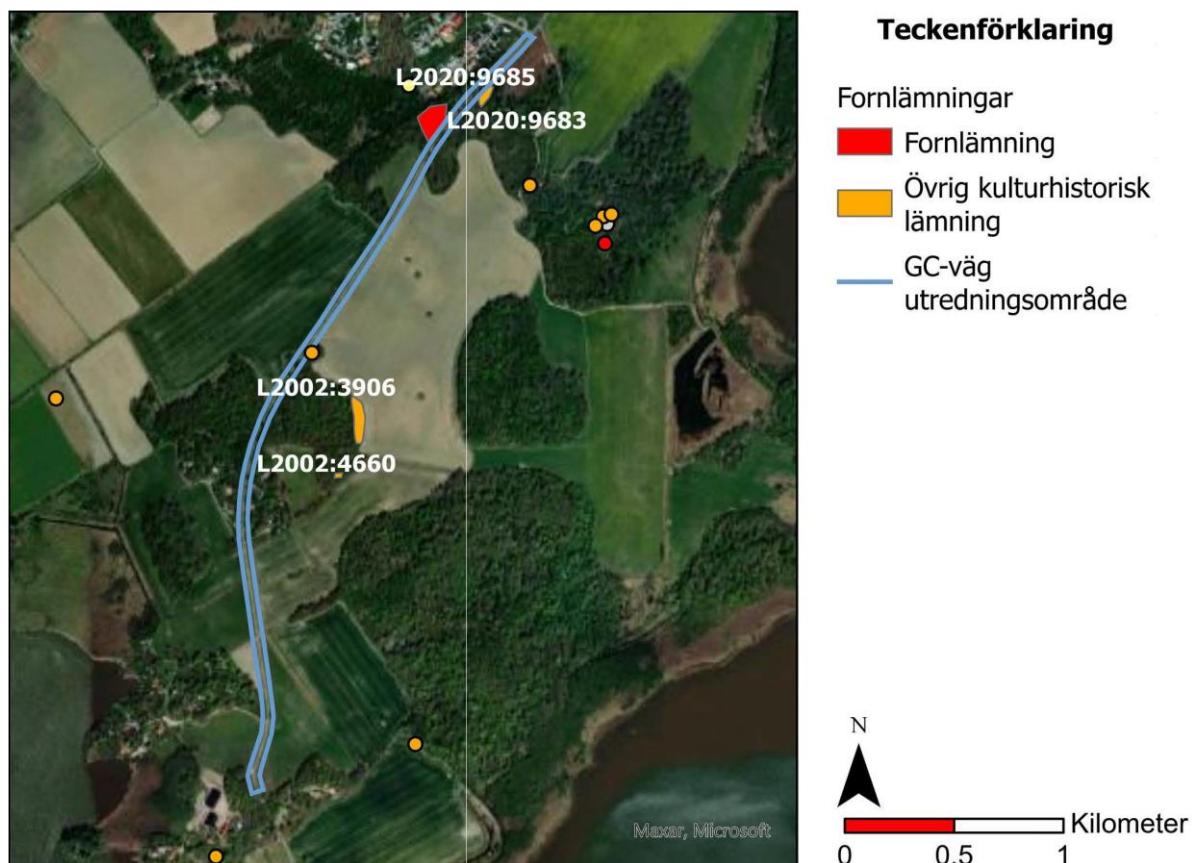 Teckenförklaring
Fornlämningar
Fornlämning
Övrig kulturhistorisk
lämning
GC-väg
utredningsområde
L2020:9685
L2020:9683
L2002:3906
L2002:4660
Maxar, Microsoft
N
Kilometer
0 0.5 1